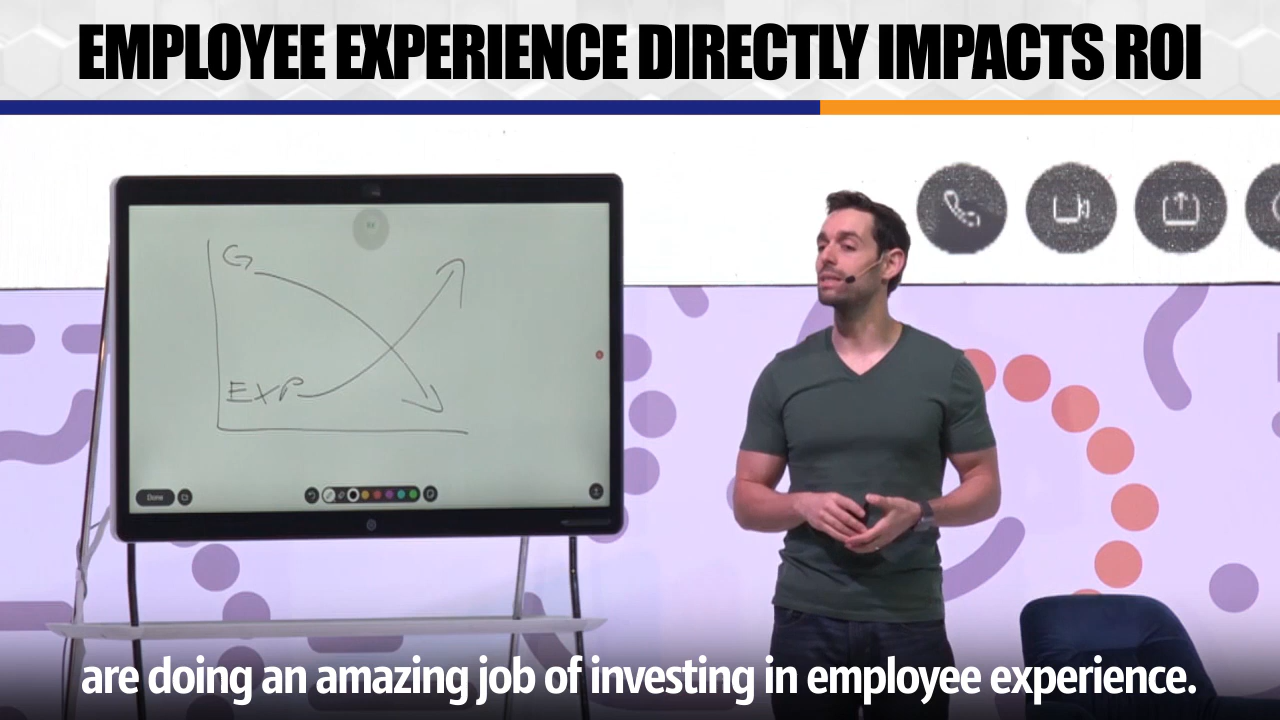 EMPLOYEE EXPERIENCE DIRECTLY IMPACTS ROI
G
EXP
Done
are doing an amazing job of investing in employee experience.